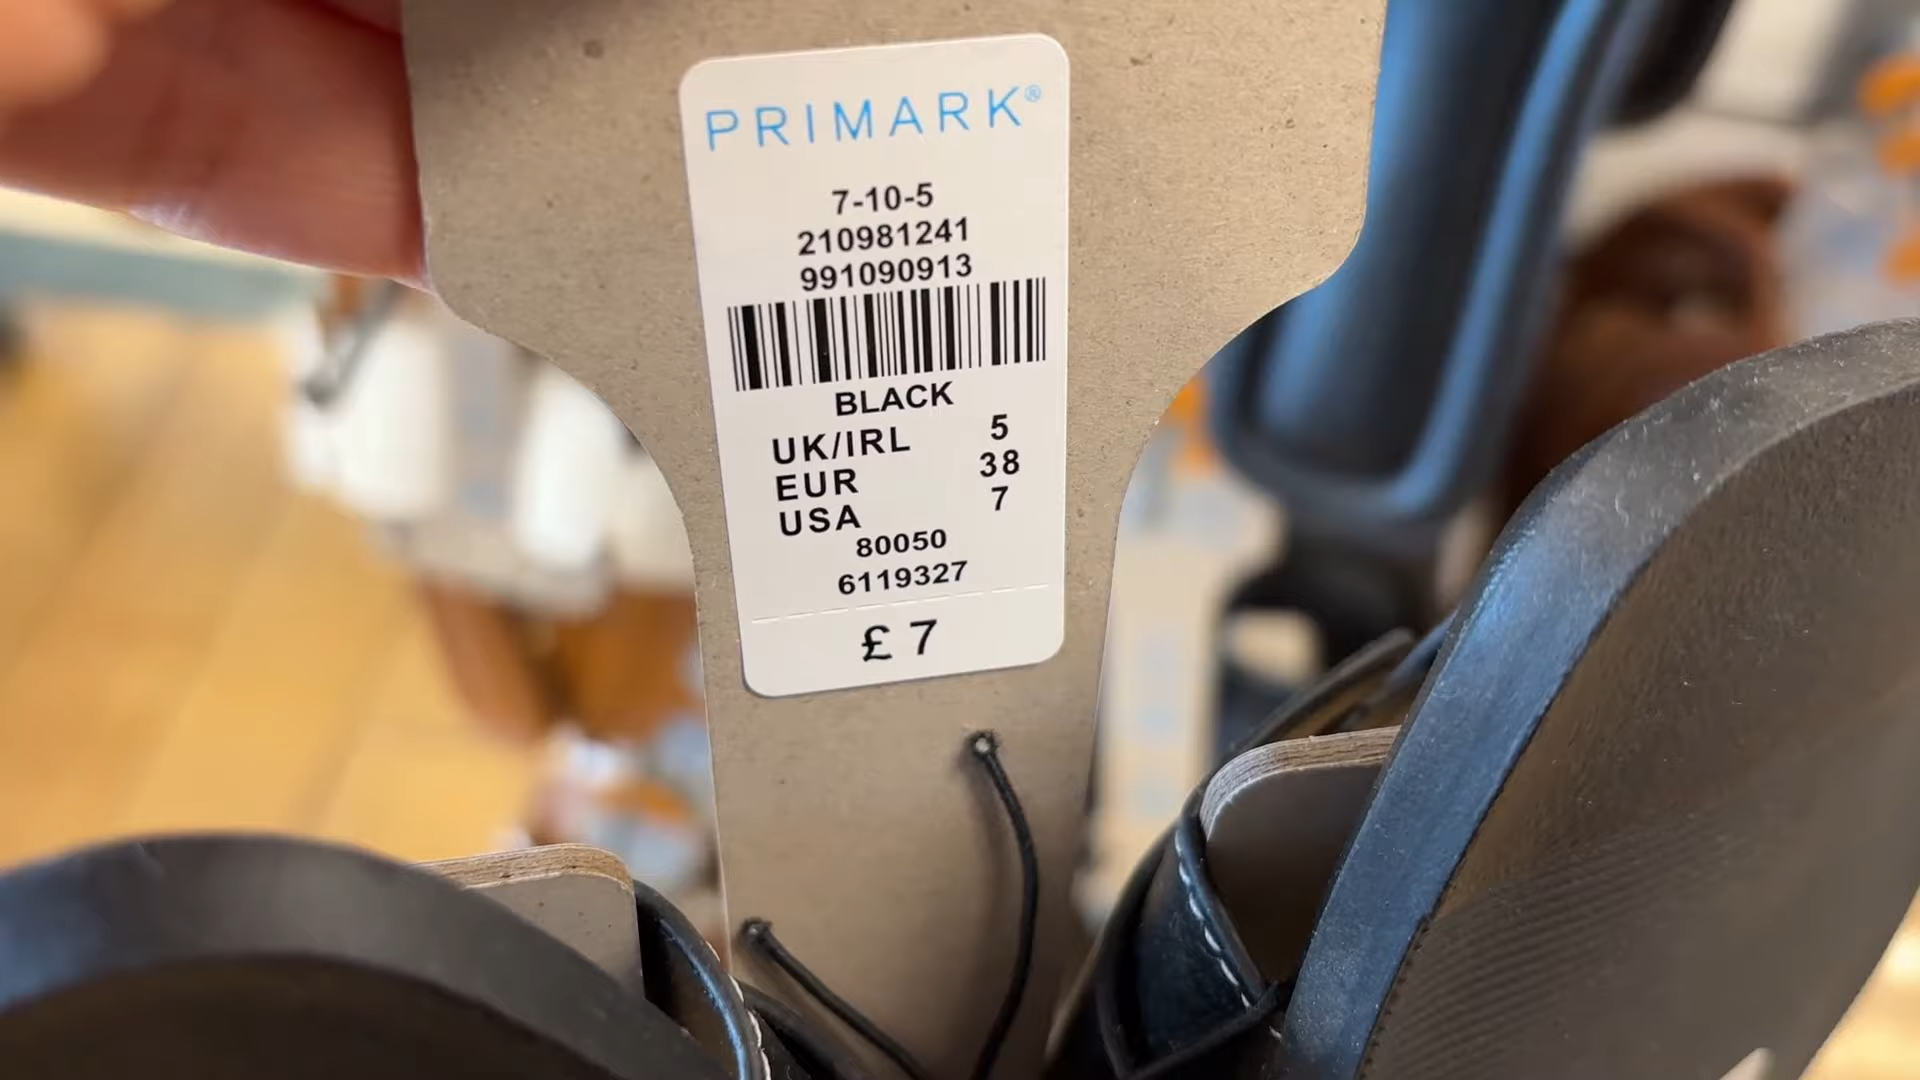 PRIMARK®
7-10-5
210981241
991090913
BLACK
UK/IRL 5
EUR 38
USA 7
80050
6119327
£7